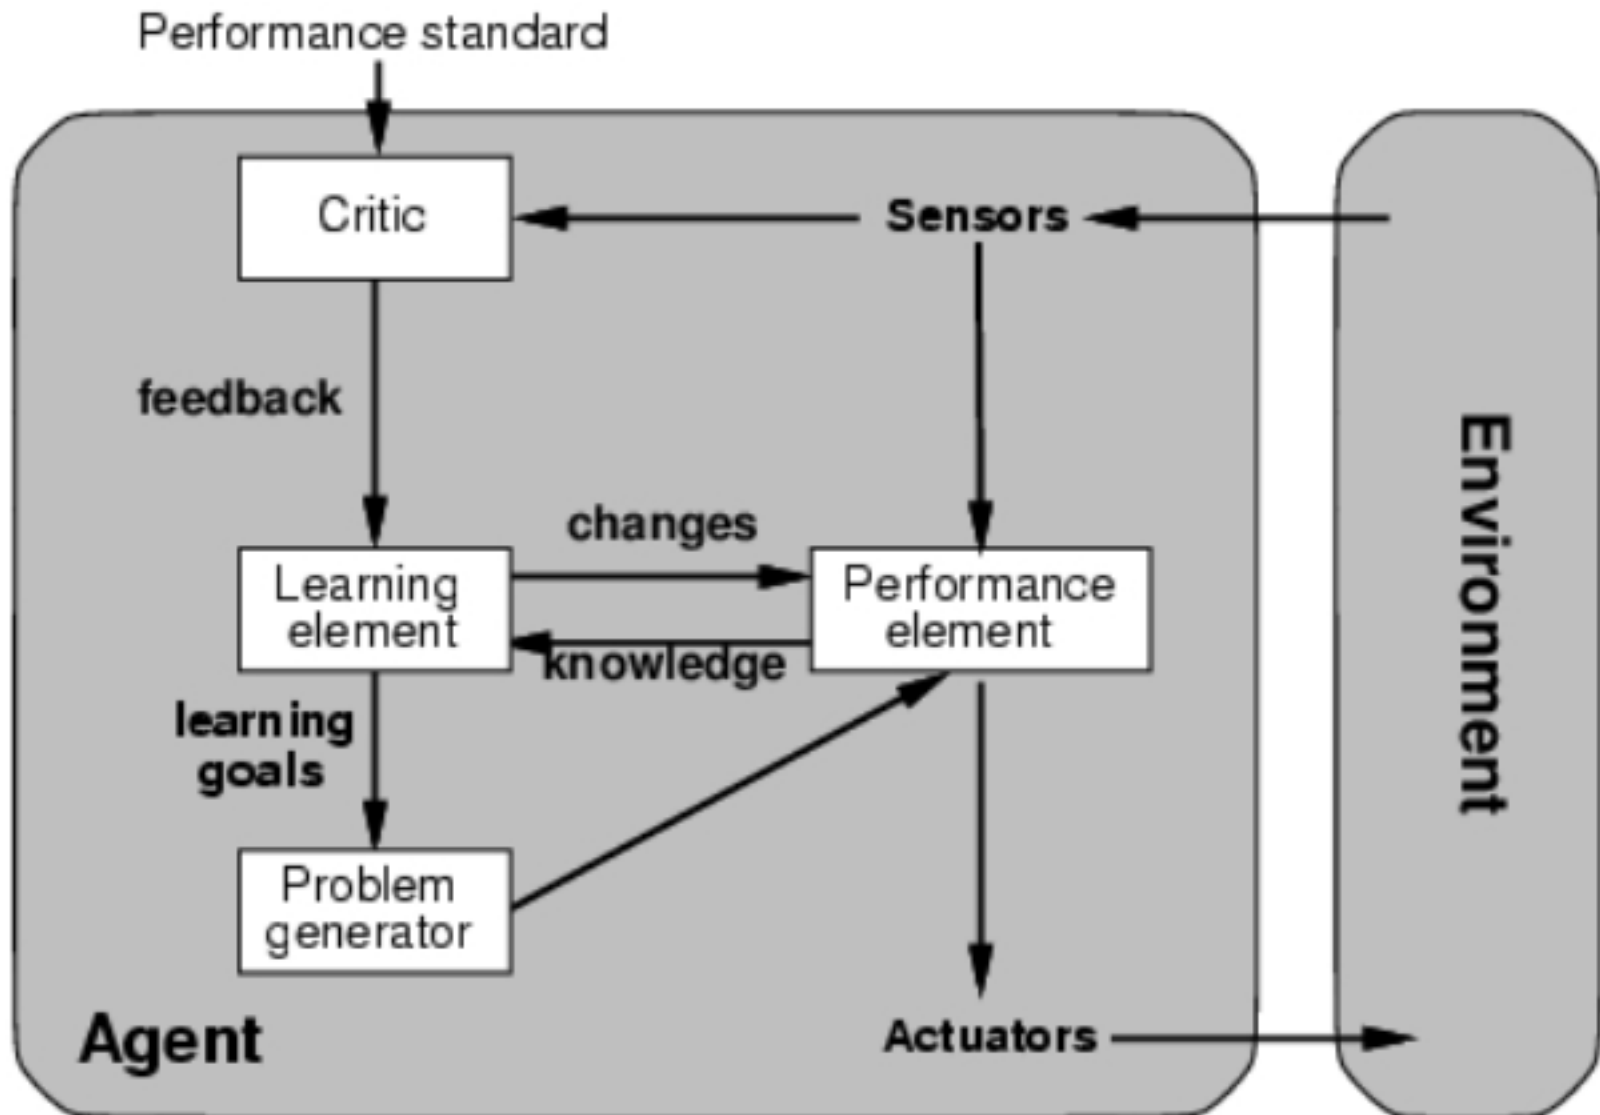 Performance standard
Critic
Sensors
feedback
changes
Learning
element
Performance
element
knowledge
learning
goals
Problem
generator
Agent
Actuators
Environment